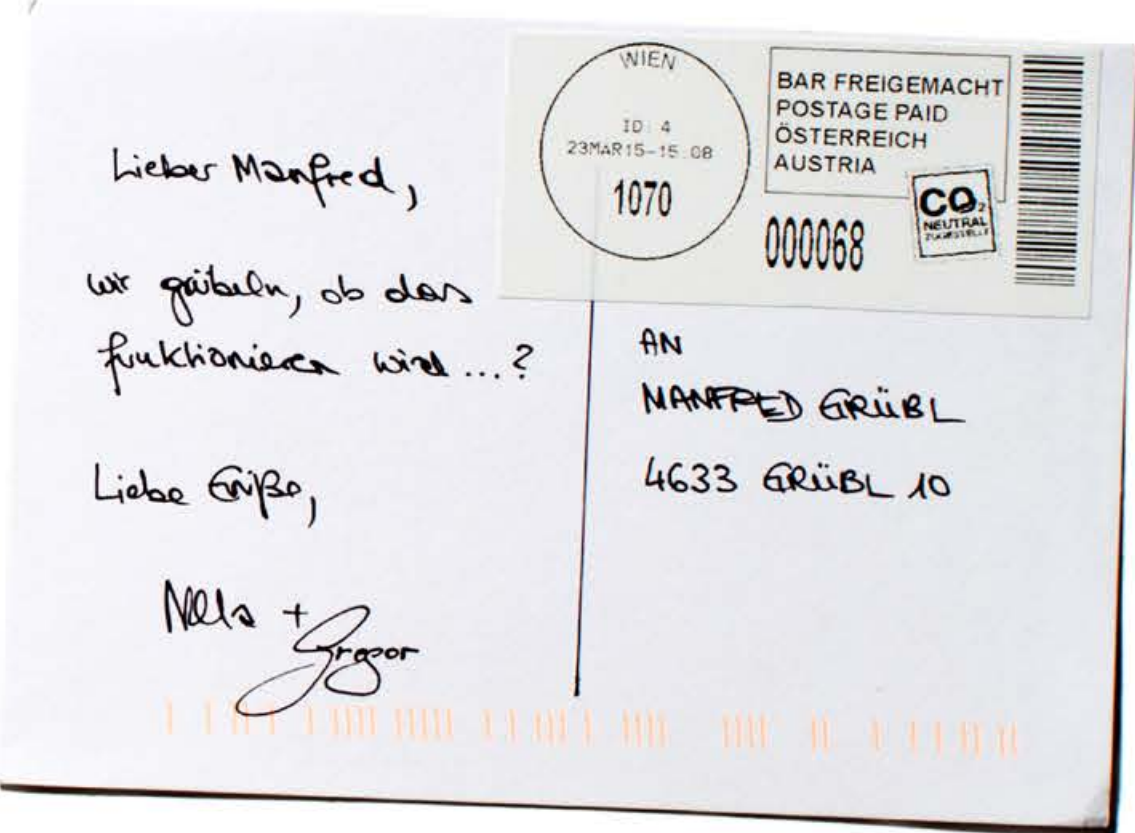 Lieber Manfred,
wir grübeln, ob das
funktionieren wird...?
Liebe Grüße,
Nela + Gregor
WIEN
ID: 4
23MAR15-15:08
1070
BAR FREIGEMACHT
POSTAGE PAID
ÖSTERREICH
AUSTRIA
CO2
NEUTRAL
ZUGESTELLT
000068
AN
MANFRED GRÜBL
4633 GRÜBL 10